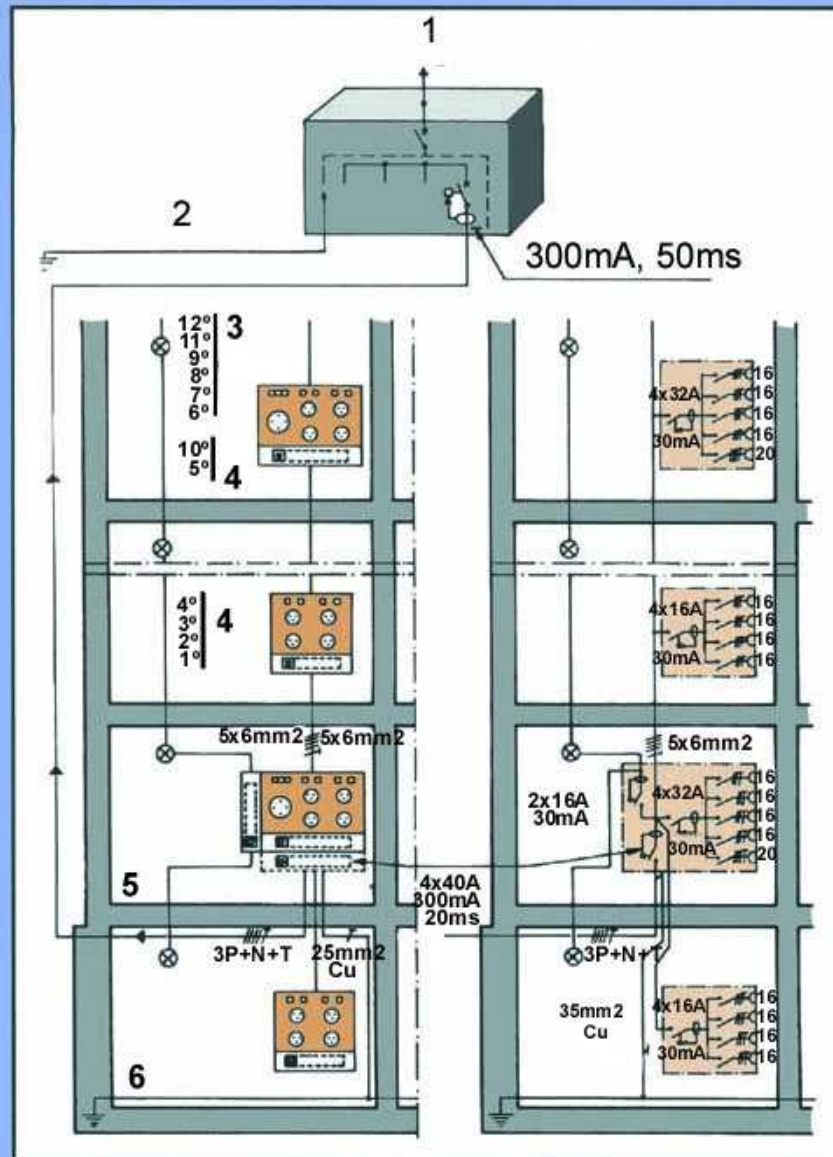 1
2
300mA, 50ms
12º
11º
9º
8º
7º
6º
3
10º
5º
4
4º
3º
2º
1º
4
5x6mm2
5x6mm2
5
3P+N+T
25mm2
Cu
6
4x40A
300mA
20ms
4x32A
30mA
16
16
16
16
20
4x16A
30mA
16
16
16
16
5x6mm2
2x16A
30mA
4x32A
30mA
16
16
16
16
20
3P+N+T
35mm2
Cu
4x16A
30mA
16
16
16
16